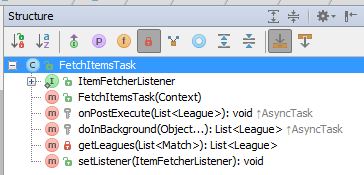 Structure
FetchItemsTask
ItemFetcherListener
FetchItemsTask(Context)
onPostExecute(List<League>): void ↑AsyncTask
doInBackground(Object...): List<League> ↑AsyncTask
getLeagues(List<Match>): List<League>
setListener(ItemFetcherListener): void